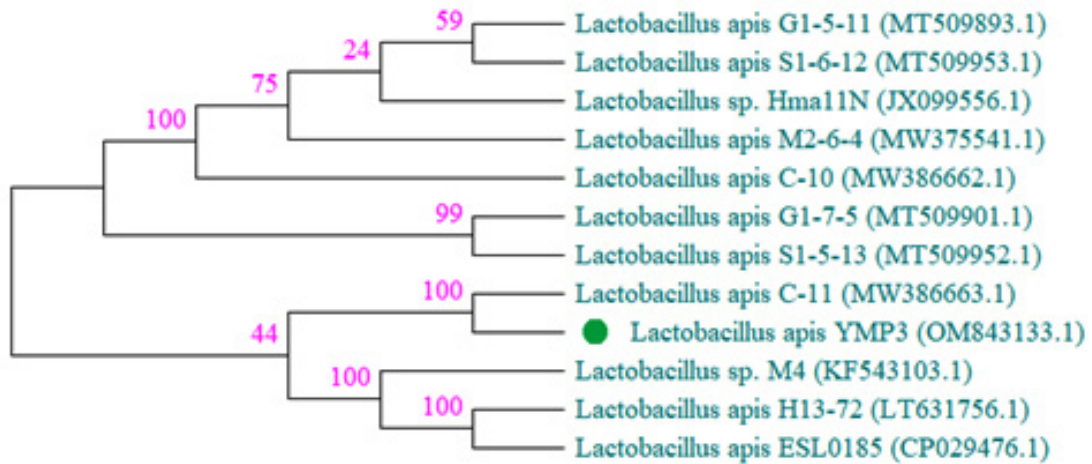 59
Lactobacillus apis G1-5-11 (MT509893.1)
24
Lactobacillus apis S1-6-12 (MT509953.1)
75
Lactobacillus sp. Hma11N (JX099556.1)
100
Lactobacillus apis M2-6-4 (MW375541.1)
Lactobacillus apis C-10 (MW386662.1)
99
Lactobacillus apis G1-7-5 (MT509901.1)
Lactobacillus apis S1-5-13 (MT509952.1)
100
Lactobacillus apis C-11 (MW386663.1)
44
Lactobacillus apis YMP3 (OM843133.1)
100
Lactobacillus sp. M4 (KF543103.1)
100
Lactobacillus apis H13-72 (LT631756.1)
Lactobacillus apis ESL0185 (CP029476.1)